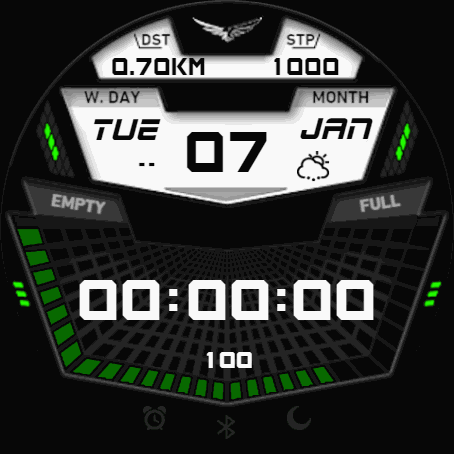 DST STP/
0.70KM 1000
W. DAY MONTH
TUE 07 JAN
--
EMPTY FULL
00:00:00
100